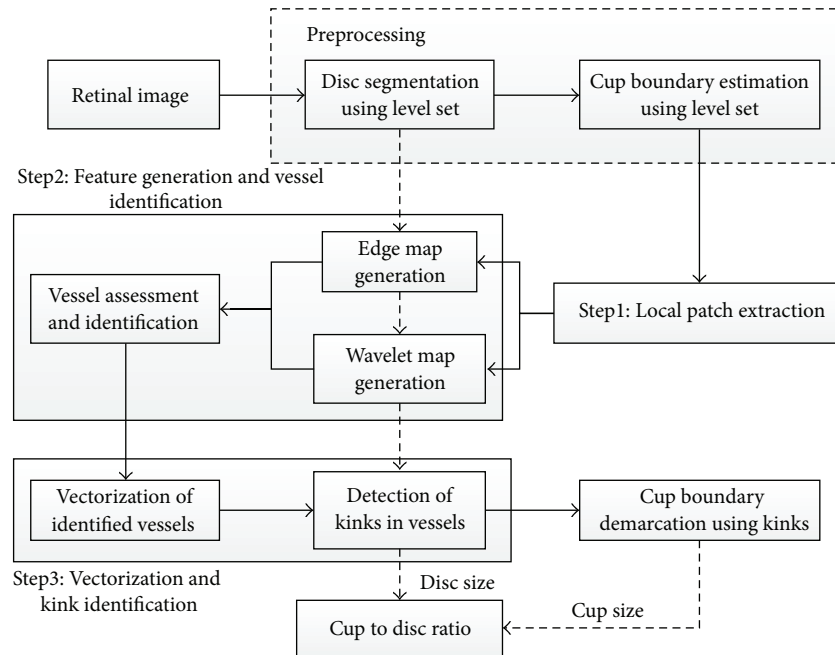 Preprocessing
Retinal image
Disc segmentation
using level set
Cup boundary estimation
using level set
Step2: Feature generation and vessel
identification
Edge map
generation
Vessel assessment
and identification
Step1: Local patch extraction
Wavelet map
generation
Vectorization of
identified vessels
Detection of
kinks in vessels
Cup boundary
demarcation using kinks
Step3: Vectorization and
kink identification
Disc size
Cup size
Cup to disc ratio